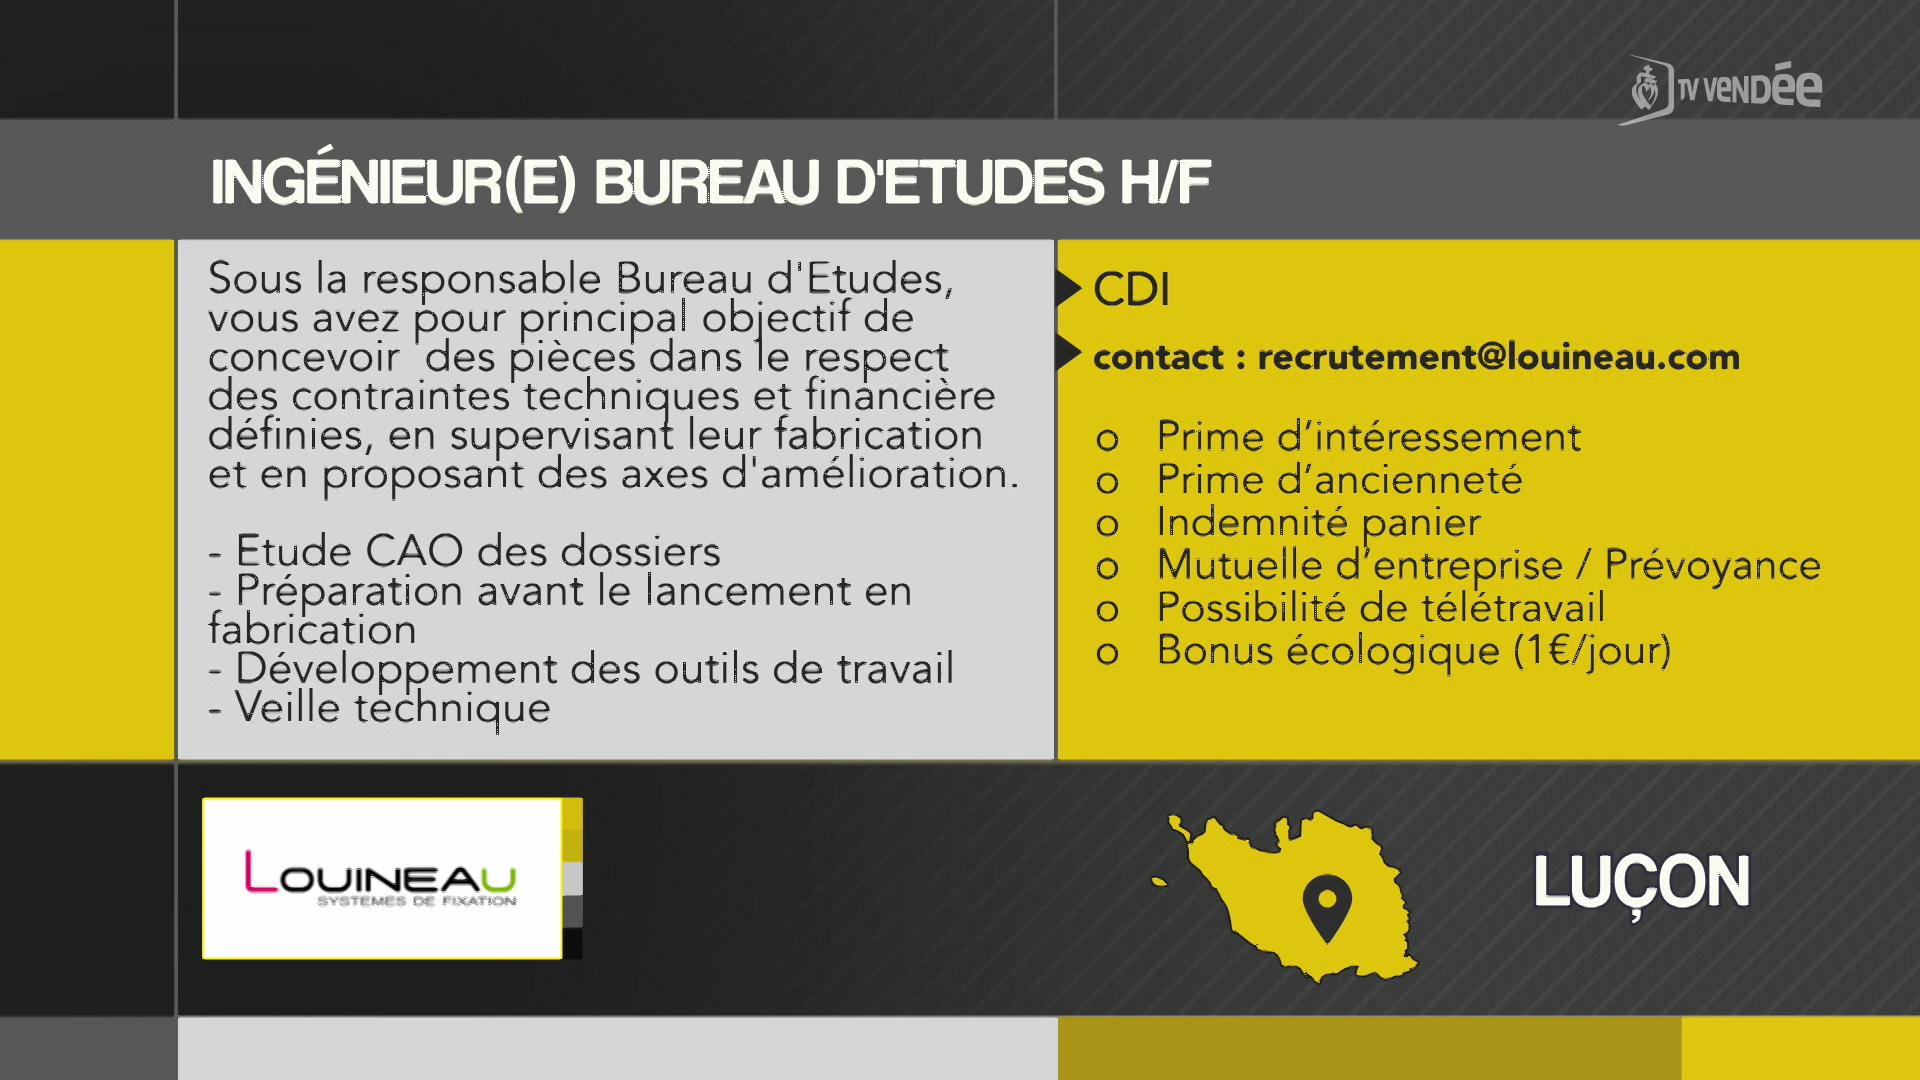 TV VENDÉE
INGÉNIEUR(E) BUREAU D'ETUDES H/F
Sous la responsable Bureau d'Etudes,
vous avez pour principal objectif de
concevoir  des pièces dans le respect
des contraintes techniques et financière
définies, en supervisant leur fabrication
et en proposant des axes d'amélioration.
- Etude CAO des dossiers
- Préparation avant le lancement en
fabrication
- Développement des outils de travail
- Veille technique
CDI
contact : recrutement@louineau.com
o Prime d’intéressement
o Prime d’ancienneté
o Indemnité panier
o Mutuelle d’entreprise / Prévoyance
o Possibilité de télétravail
o Bonus écologique (1€/jour)
LOUINEAU
SYSTEMES DE FIXATION
LUÇON